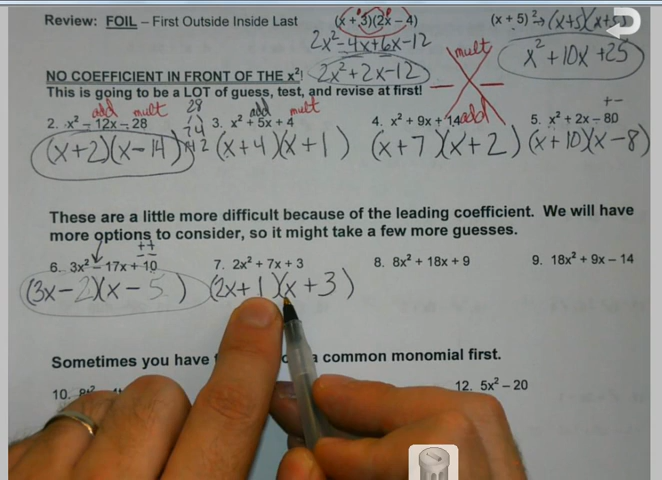 Review: FOIL – First Outside Inside Last (x + 3)(2x – 4) (x + 5)² → (x+5)(x+5)
2x² – 4x + 6x – 12
2x² + 2x – 12
x² + 10x + 25
mult
add
NO COEFFICIENT IN FRONT OF THE x²!
This is going to be a LOT of guess, test, and revise at first!
add mult 28 add mult + –
2. x² – 12x – 28 3. x² + 5x + 4 4. x² + 9x + 14 5. x² + 2x – 80
(x+2)(x–14) (x+4)(x+1) (x+7)(x+2) (x+10)(x–8)
These are a little more difficult because of the leading coefficient. We will have
more options to consider, so it might take a few more guesses.
+ +
– –
6. 3x² – 17x + 10 7. 2x² + 7x + 3 8. 8x² + 18x + 9 9. 18x² + 9x – 14
(3x – 2)(x – 5) (2x + 1)(x + 3)
Sometimes you have a common monomial first.
10. 12. 5x² – 20